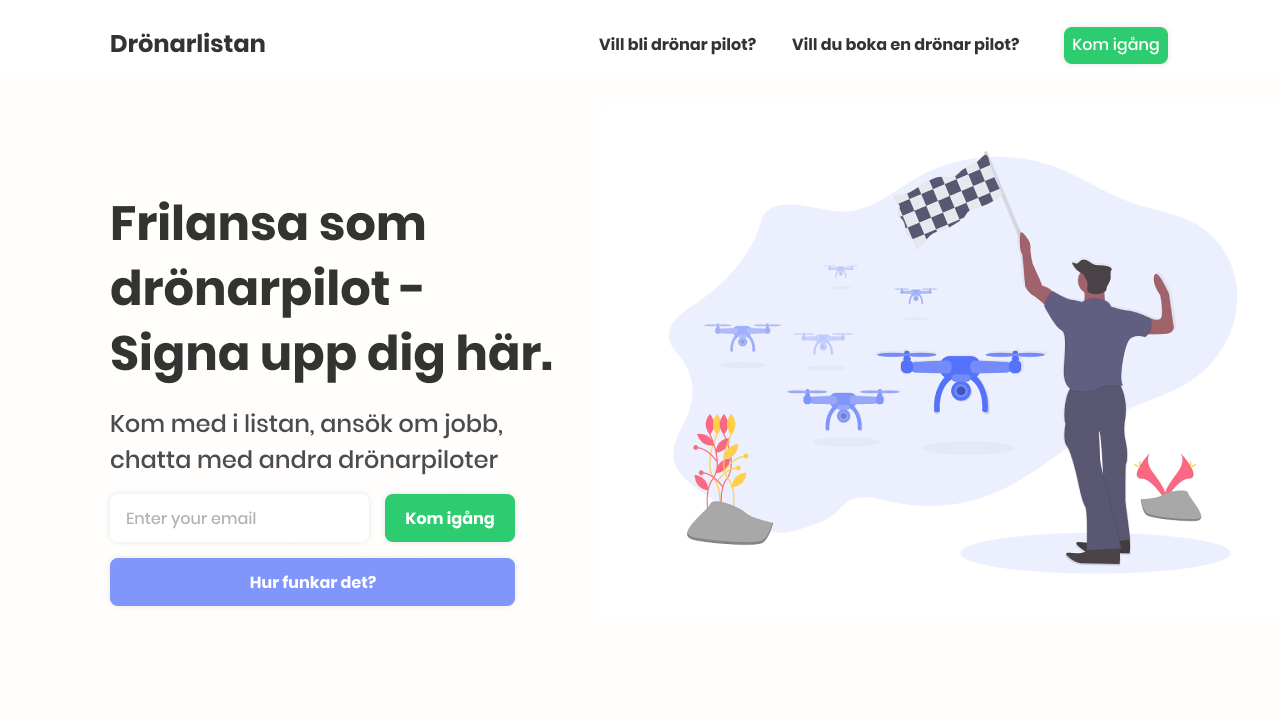 Drönarlistan
Vill bli drönar pilot?
Vill du boka en drönar pilot?
Kom igång
Frilansa som
drönarpilot -
Signa upp dig här.
Kom med i listan, ansök om jobb,
chatta med andra drönarpiloter
Enter your email
Kom igång
Hur funkar det?